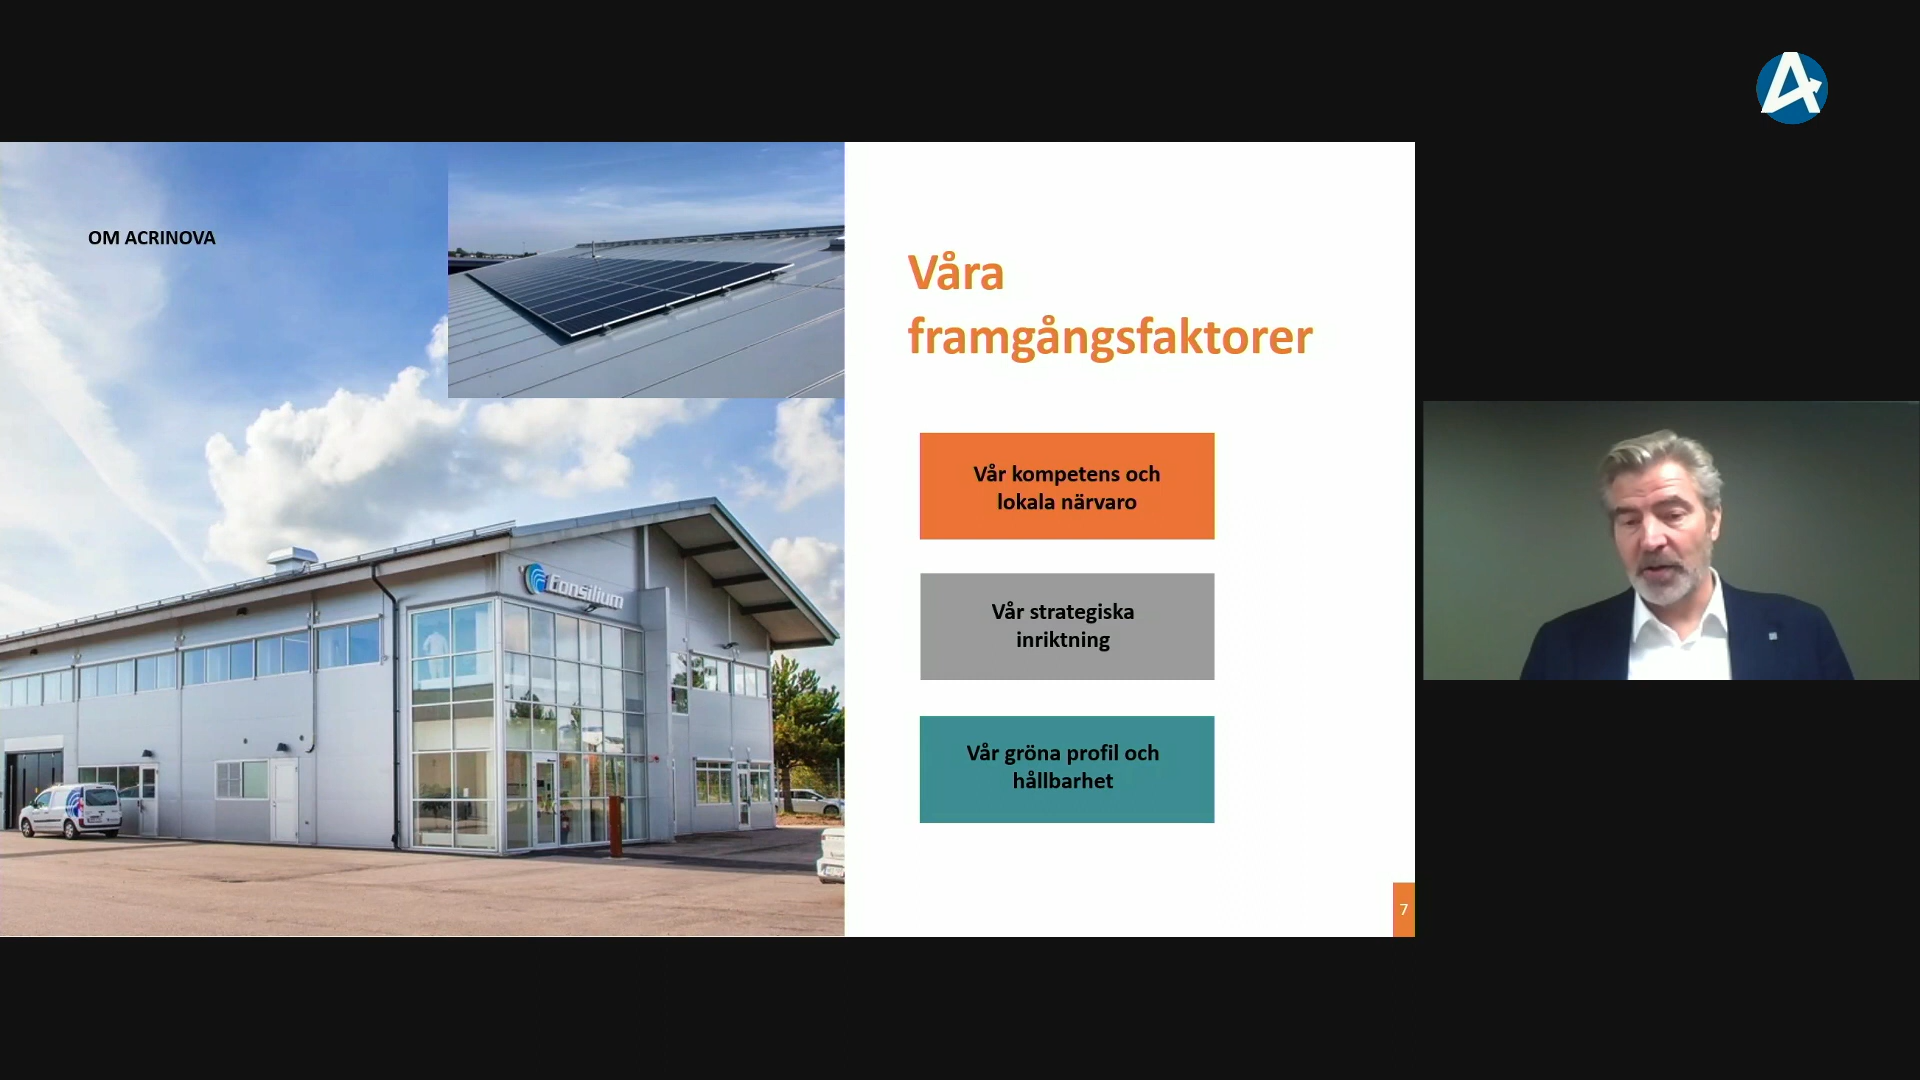 OM ACRINOVA
Våra
framgångsfaktorer
Vår kompetens och
lokala närvaro
Vår strategiska
inriktning
Vår gröna profil och
hållbarhet
Consilium
7